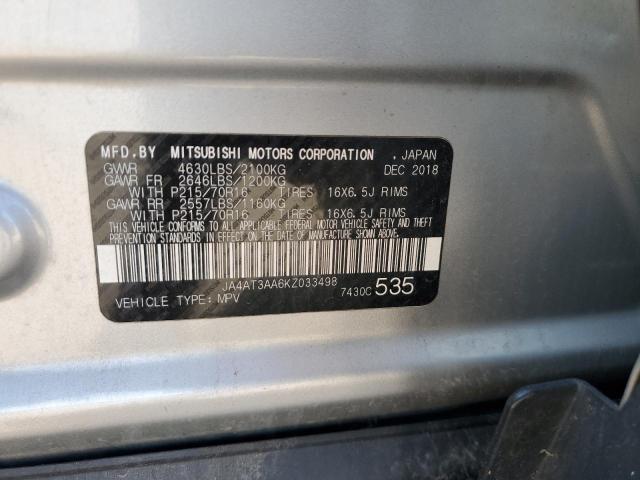 MFD.BY MITSUBISHI MOTORS CORPORATION , JAPAN
GVWR 4630LBS/2100KG DEC 2018
GAWR FR 2646LBS/1200KG
WITH P215/70R16 TIRES 16X6.5J RIMS
GAWR RR 2557LBS/1160KG
WITH P215/70R16 TIRES 16X6.5J RIMS
THIS VEHICLE CONFORMS TO ALL APPLICABLE FEDERAL MOTOR VEHICLE SAFETY AND THEFT
PREVENTION STANDARDS IN EFFECT ON THE DATE OF MANUFACTURE SHOWN ABOVE.
JA4AT3AA6KZ033498
VEHICLE TYPE: MPV 7430C 535